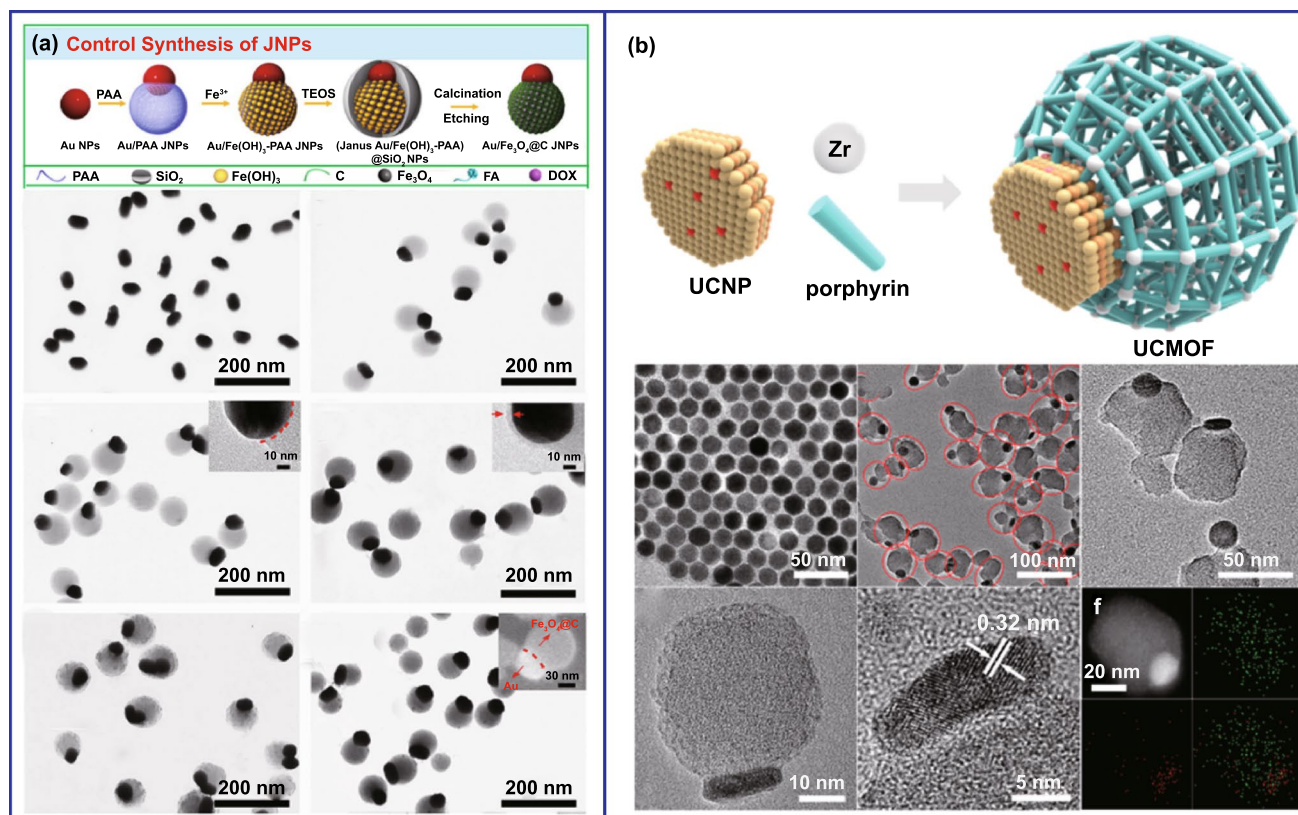 (a) Control Synthesis of JNPs
PAA Fe³⁺ TEOS Calcination
Etching
Au NPs Au/PAA JNPs Au/Fe(OH)₃-PAA JNPs (Janus Au/Fe(OH)₃-PAA) Au/Fe₃O₄@C JNPs
@SiO₂ NPs
PAA SiO₂ Fe(OH)₃ C Fe₃O₄ FA DOX
200 nm 200 nm
10 nm 10 nm
200 nm 200 nm
Fe₃O₄@C
30 nm
Au
200 nm 200 nm
(b)
Zr
UCNP porphyrin
UCMOF
50 nm 100 nm 50 nm
0.32 nm f
20 nm
10 nm 5 nm